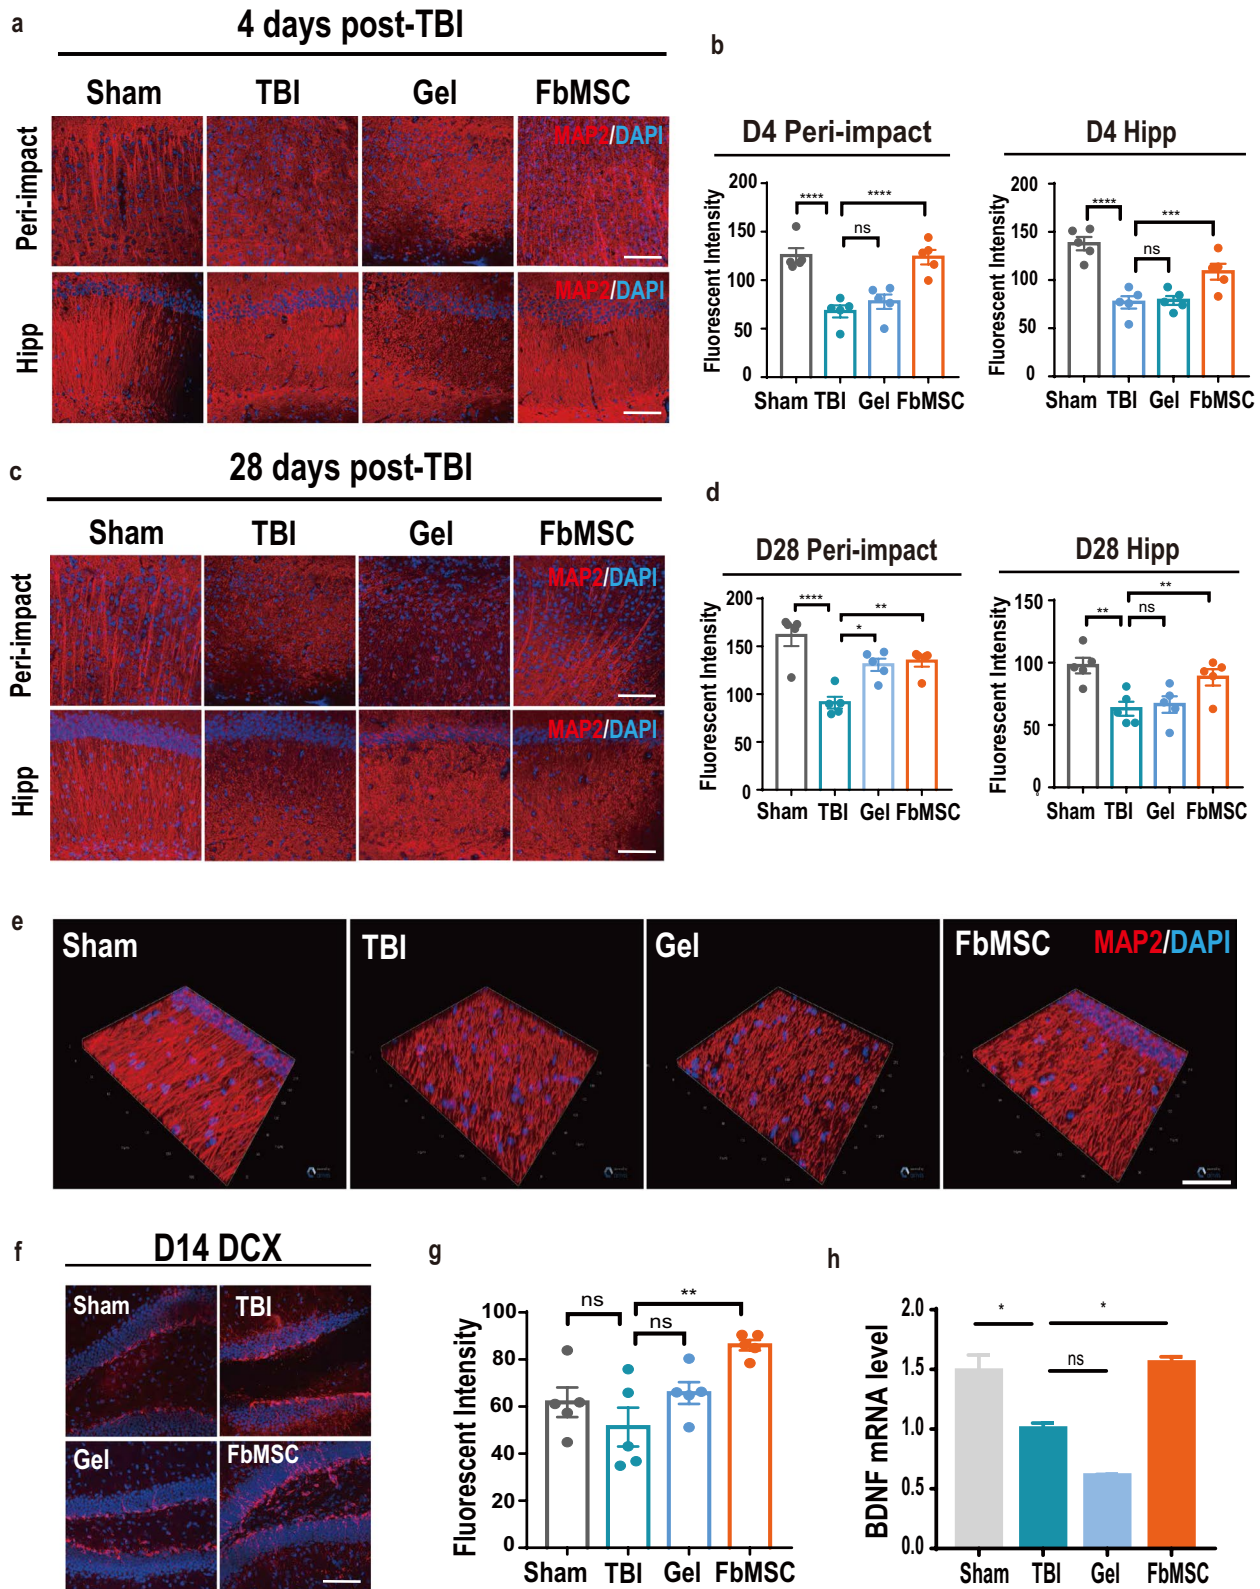 a
4 days post-TBI
Sham TBI Gel FbMSC
Peri-impact
MAP2/DAPI
Hipp
MAP2/DAPI
b
D4 Peri-impact
Fluorescent Intensity
200
150
100
50
0
****
****
ns
Sham TBI Gel FbMSC
D4 Hipp
Fluorescent Intensity
200
150
100
50
0
****
***
ns
Sham TBI Gel FbMSC
c
28 days post-TBI
Sham TBI Gel FbMSC
Peri-impact
MAP2/DAPI
Hipp
MAP2/DAPI
d
D28 Peri-impact
Fluorescent Intensity
200
150
100
50
0
****
**
*
Sham TBI Gel FbMSC
D28 Hipp
Fluorescent Intensity
150
100
50
0
**
**
ns
Sham TBI Gel FbMSC
e
Sham TBI Gel FbMSC MAP2/DAPI
f
D14 DCX
Sham TBI
Gel FbMSC
g
Fluorescent Intensity
100
80
60
40
20
0
ns
**
ns
Sham TBI Gel FbMSC
h
BDNF mRNA level
2.0
1.5
1.0
0.5
0.0
*
*
ns
Sham TBI Gel FbMSC